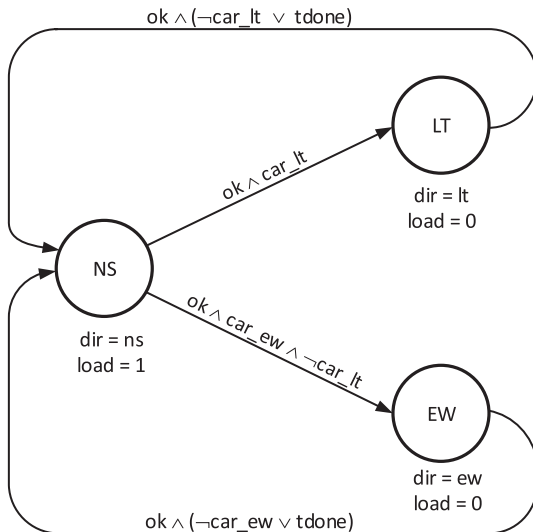 ok ∧ (¬car_lt ∨ tdone)
LT
dir = lt
load = 0
ok ∧ car_lt
NS
dir = ns
load = 1
ok ∧ car_ew ∧ ¬car_lt
EW
dir = ew
load = 0
ok ∧ (¬car_ew ∨ tdone)